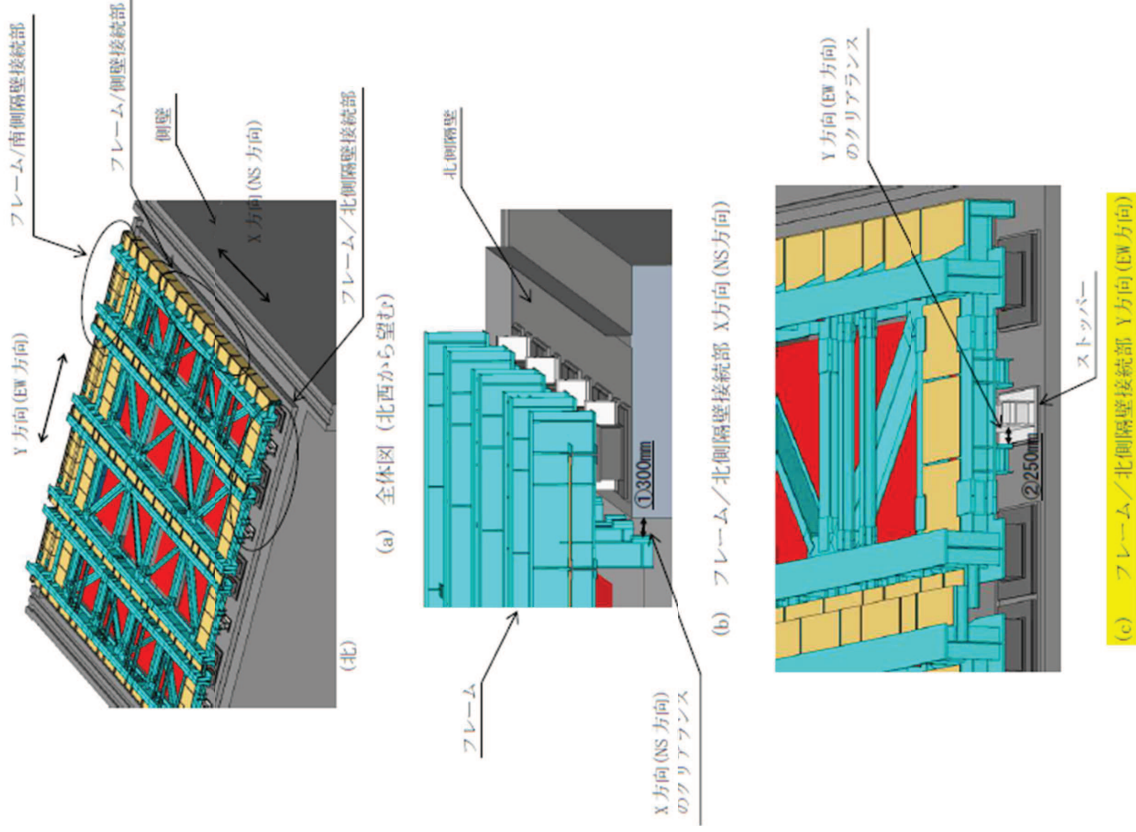 Y方向(EW方向)
フレーム/南側隔壁接続部
フレーム/側壁接続部
側壁
X方向(NS方向)
フレーム/北側隔壁接続部
(北)
(a) 全体図 (北西から望む)
フレーム
北側隔壁
①300mm
X方向(NS方向)
のクリアランス
(b) フレーム/北側隔壁接続部 X方向(NS方向)
Y方向(EW方向)
のクリアランス
②250mm
ストッパー
(c) フレーム/北側隔壁接続部 Y方向(EW方向)